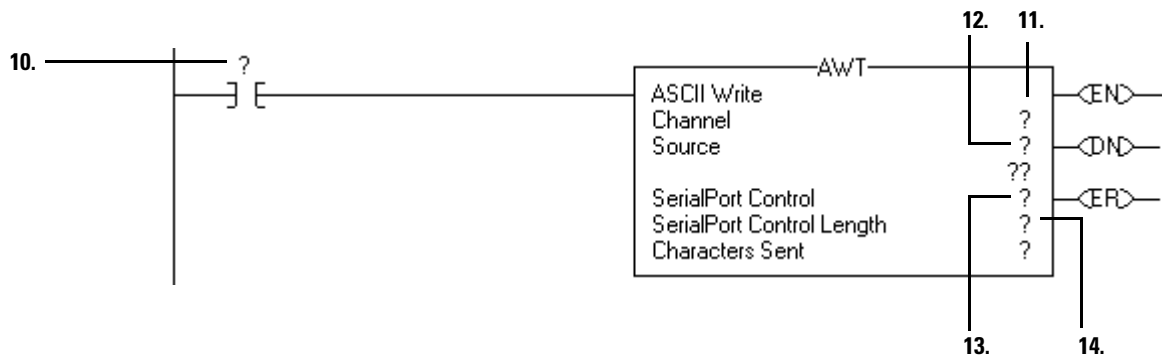 12. 11.
10. ?
AWT
ASCII Write EN
Channel ?
Source ? DN
??
SerialPort Control ? ER
SerialPort Control Length ?
Characters Sent ?
13. 14.